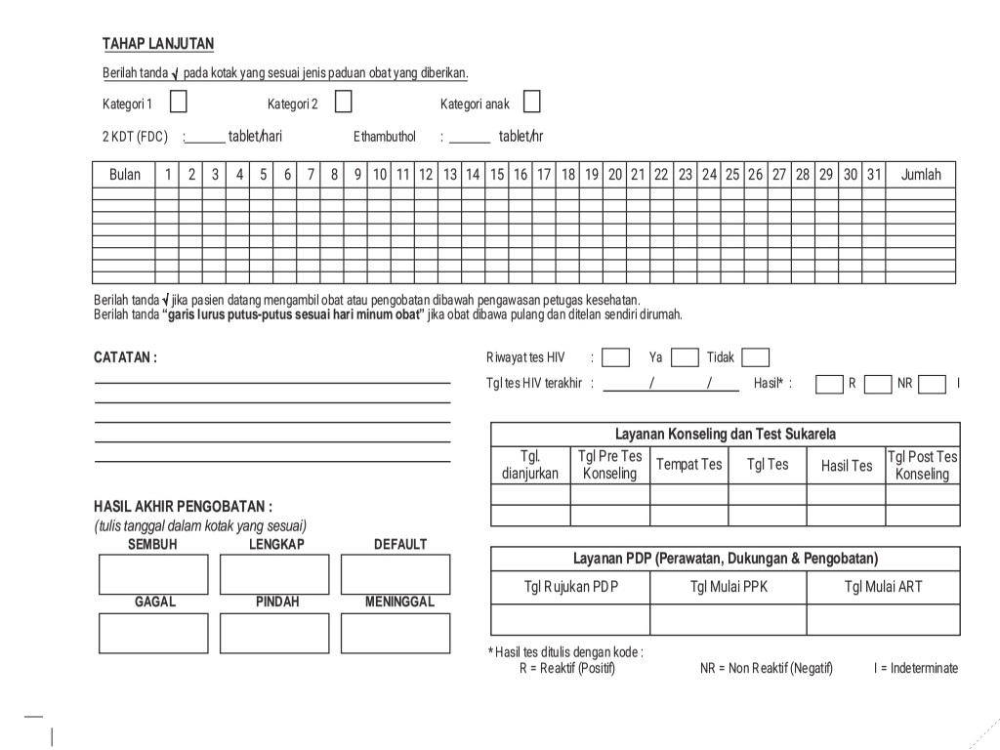 TAHAP LANJUTAN
Berilah tanda √ pada kotak yang sesuai jenis paduan obat yang diberikan.
Kategori 1 Kategori 2 Kategori anak
2 KDT (FDC) :______ tablet/hari Ethambuthol : ______ tablet/hr
Bulan 1 2 3 4 5 6 7 8 9 10 11 12 13 14 15 16 17 18 19 20 21 22 23 24 25 26 27 28 29 30 31 Jumlah
Berilah tanda √ jika pasien datang mengambil obat atau pengobatan dibawah pengawasan petugas kesehatan.
Berilah tanda “garis lurus putus-putus sesuai hari minum obat” jika obat dibawa pulang dan ditelan sendiri dirumah.
CATATAN :
HASIL AKHIR PENGOBATAN :
(tulis tanggal dalam kotak yang sesuai)
SEMBUH LENGKAP DEFAULT
GAGAL PINDAH MENINGGAL
Riwayat tes HIV : Ya Tidak
Tgl tes HIV terakhir : / / Hasil* : R NR I
Layanan Konseling dan Test Sukarela
Tgl. dianjurkan Tgl Pre Tes Konseling Tempat Tes Tgl Tes Hasil Tes Tgl Post Tes Konseling
Layanan PDP (Perawatan, Dukungan & Pengobatan)
Tgl Rujukan PDP Tgl Mulai PPK Tgl Mulai ART
* Hasil tes ditulis dengan kode :
R = Reaktif (Positif) NR = Non Reaktif (Negatif) I = Indeterminate